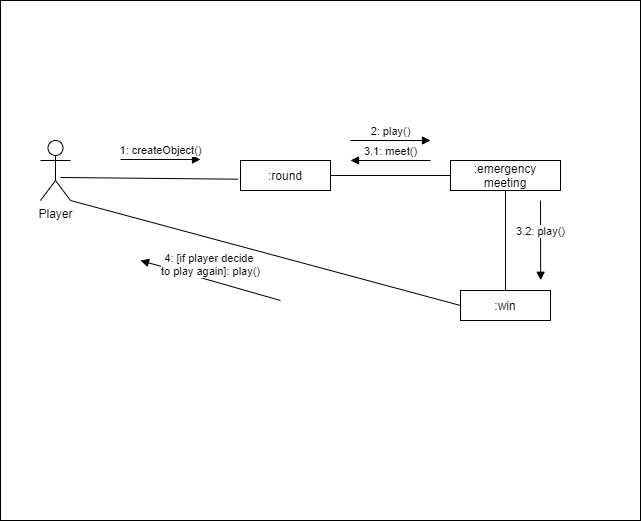 2: play()
1: createObject()
3.1: meet()
:round
:emergency
meeting
Player
3.2: play()
4: [if player decide
to play again]: play()
:win